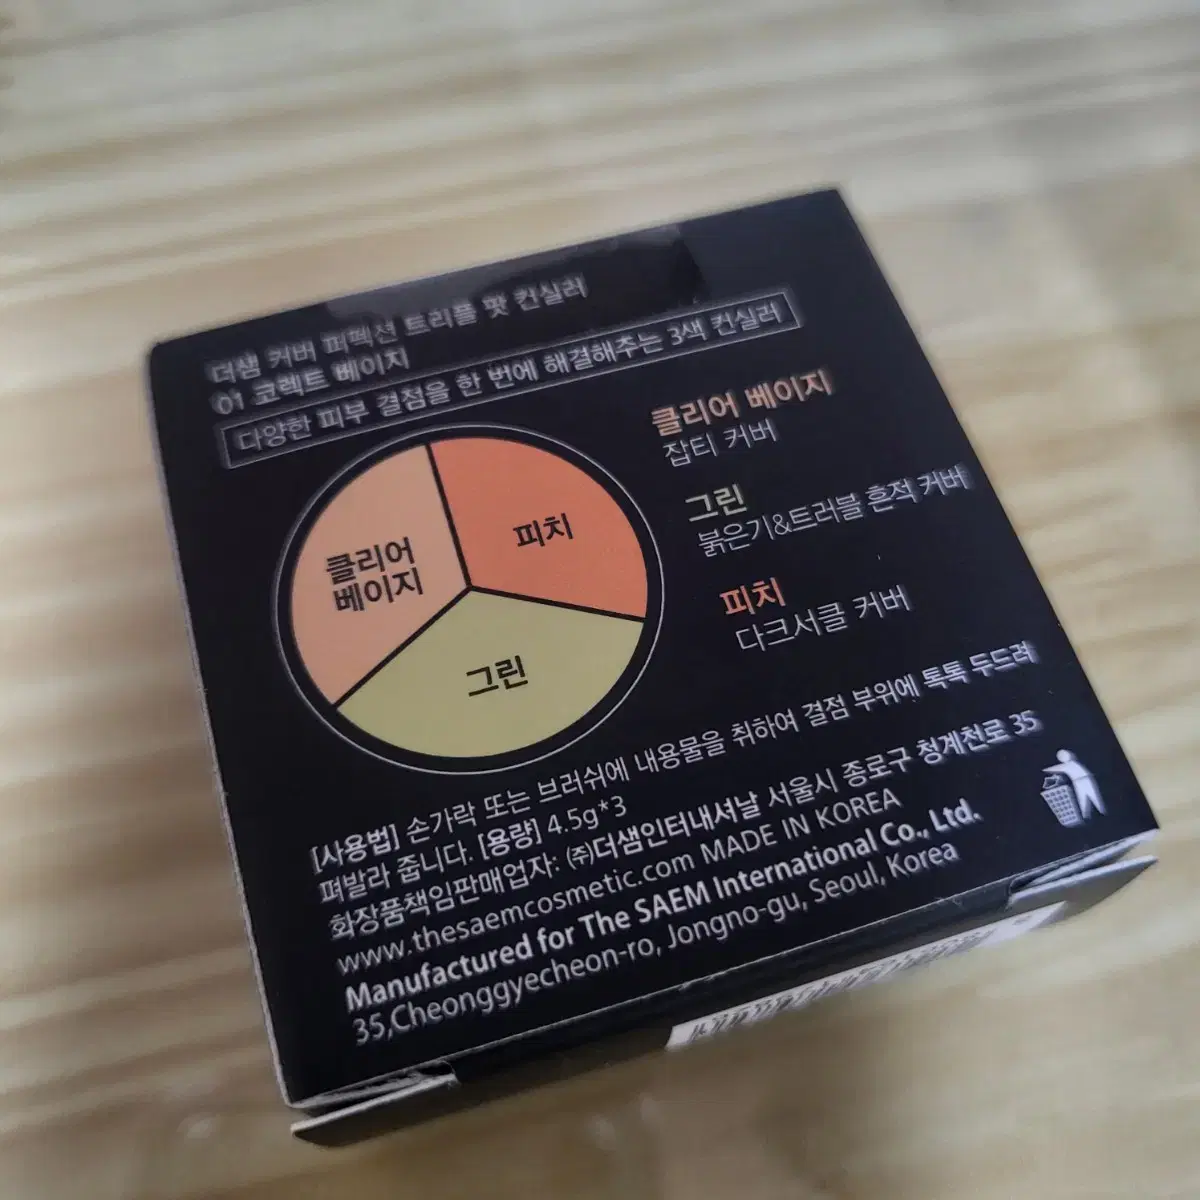 더샘 커버 퍼펙션 트리플 팟 컨실러
01 코렉트 베이지
다양한 피부 결점을 한 번에 해결해주는 3색 컨실러
클리어
베이지
피치
그린
클리어 베이지
잡티 커버
그린
붉은기&트러블 흔적 커버
피치
다크서클 커버
[사용법] 손가락 또는 브러쉬에 내용물을 취하여 결점 부위에 톡톡 두드려
펴발라 줍니다. [용량] 4.5g*3
화장품책임판매업자: ㈜더샘인터내셔날 서울시 종로구 청계천로 35
www.thesaemcosmetic.com MADE IN KOREA
Manufactured for The SAEM International Co., Ltd.
35,Cheonggyecheon-ro, Jongno-gu, Seoul, Korea